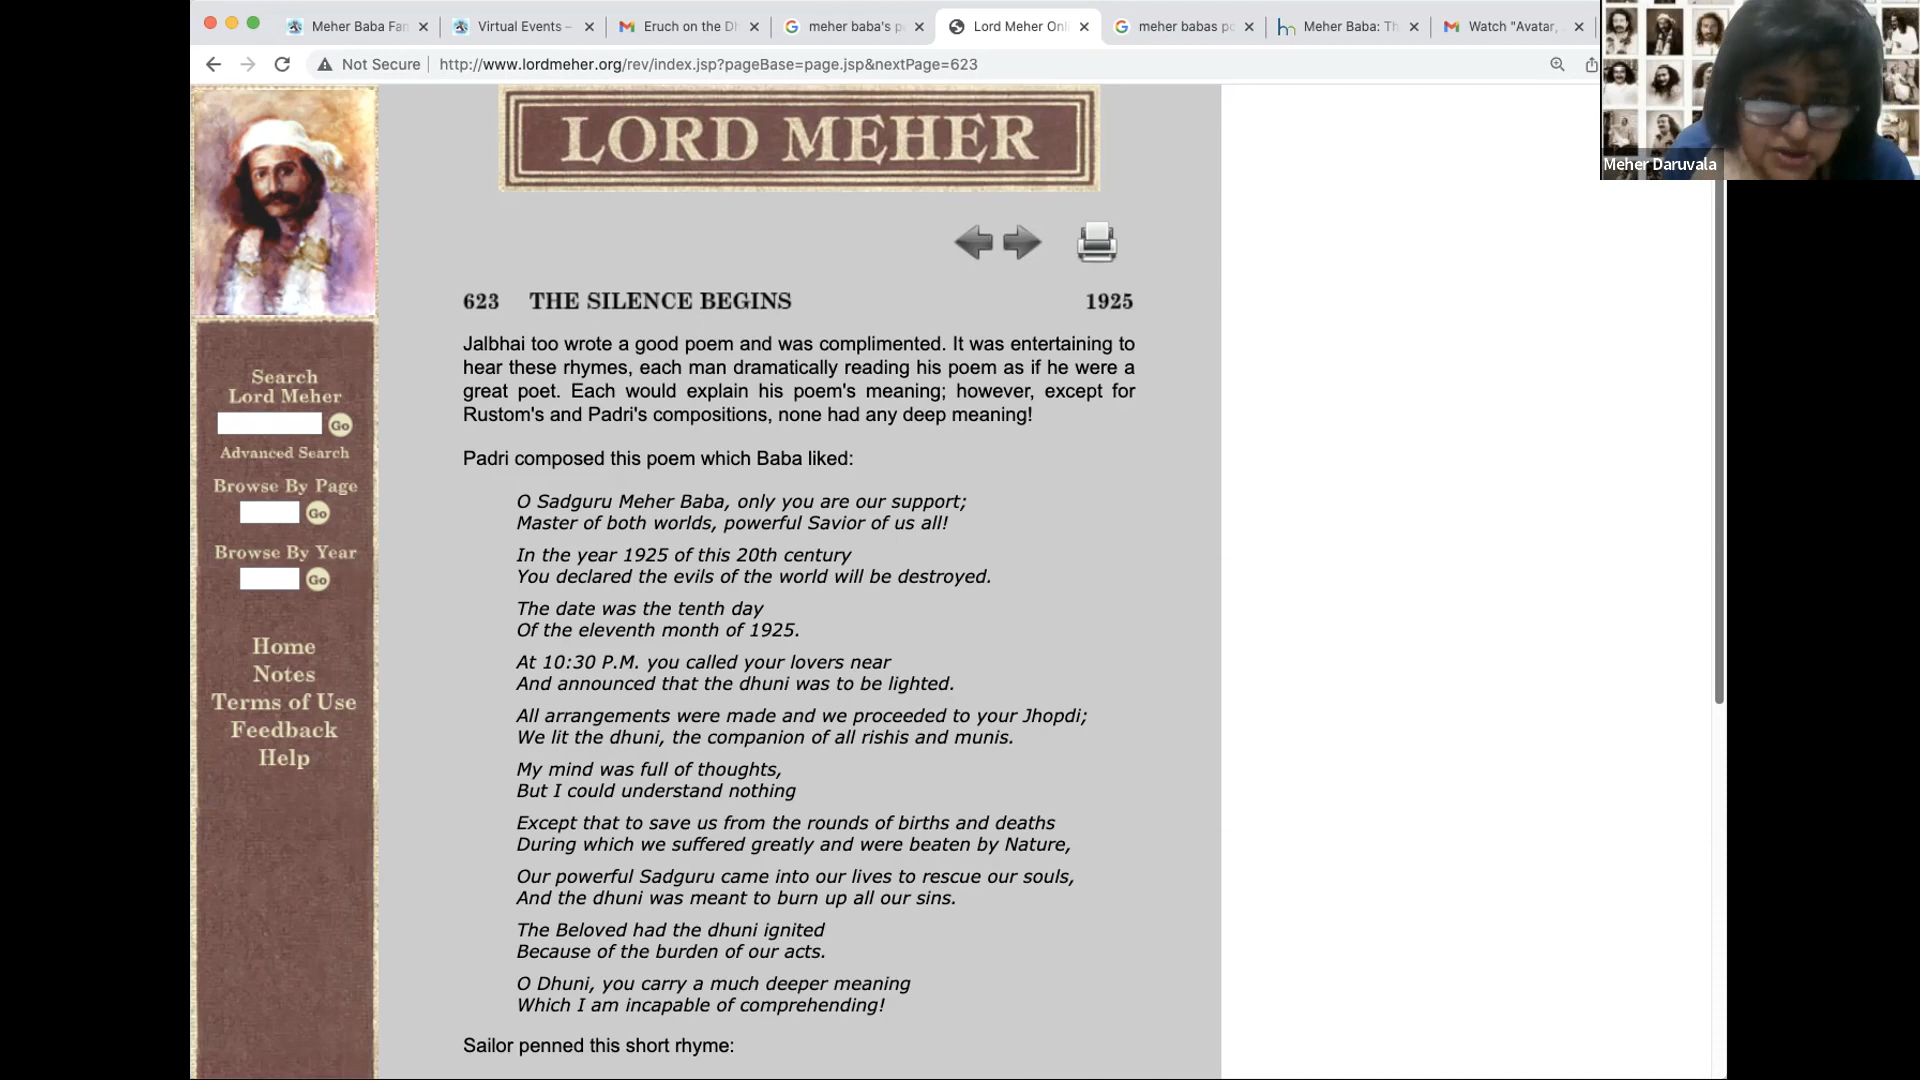 Meher Baba Fan
Virtual Events –
Eruch on the Dh
meher baba's p
Lord Meher Onl
meher babas po
Meher Baba: Th
Watch "Avatar,
Not Secure
http://www.lordmeher.org/rev/index.jsp?pageBase=page.jsp&nextPage=623
Meher Daruvala
LORD MEHER
Search
Lord Meher
Go
Advanced Search
Browse By Page
Go
Browse By Year
Go
Home
Notes
Terms of Use
Feedback
Help
623 THE SILENCE BEGINS 1925
Jalbhai too wrote a good poem and was complimented. It was entertaining to
hear these rhymes, each man dramatically reading his poem as if he were a
great poet. Each would explain his poem's meaning; however, except for
Rustom's and Padri's compositions, none had any deep meaning!
Padri composed this poem which Baba liked:
O Sadguru Meher Baba, only you are our support;
Master of both worlds, powerful Savior of us all!
In the year 1925 of this 20th century
You declared the evils of the world will be destroyed.
The date was the tenth day
Of the eleventh month of 1925.
At 10:30 P.M. you called your lovers near
And announced that the dhuni was to be lighted.
All arrangements were made and we proceeded to your Jhopdi;
We lit the dhuni, the companion of all rishis and munis.
My mind was full of thoughts,
But I could understand nothing
Except that to save us from the rounds of births and deaths
During which we suffered greatly and were beaten by Nature,
Our powerful Sadguru came into our lives to rescue our souls,
And the dhuni was meant to burn up all our sins.
The Beloved had the dhuni ignited
Because of the burden of our acts.
O Dhuni, you carry a much deeper meaning
Which I am incapable of comprehending!
Sailor penned this short rhyme: